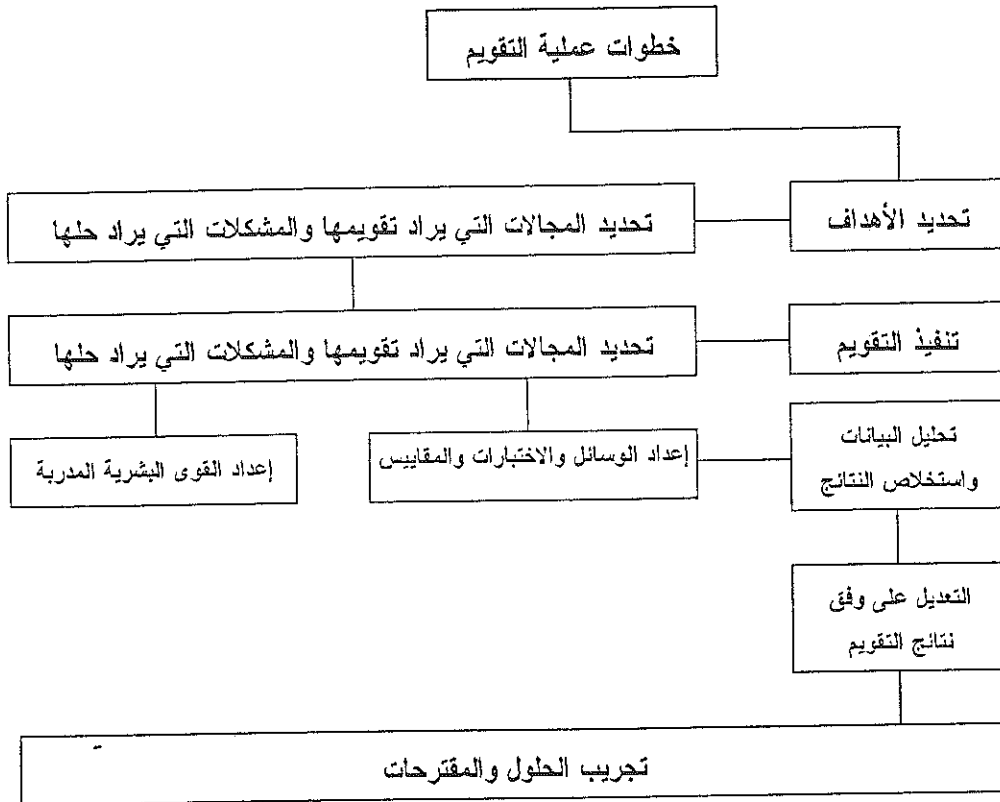 خطوات عملية التقويم
تحديد الأهداف
تحديد المجالات التي يراد تقويمها والمشكلات التي يراد حلها
تنفيذ التقويم
تحديد المجالات التي يراد تقويمها والمشكلات التي يراد حلها
تحليل البيانات
واستخلاص النتائج
إعداد الوسائل والاختبارات والمقاييس
إعداد القوى البشرية المدربة
التعديل على وفق
نتائج التقويم
تجريب الحلول والمقترحات